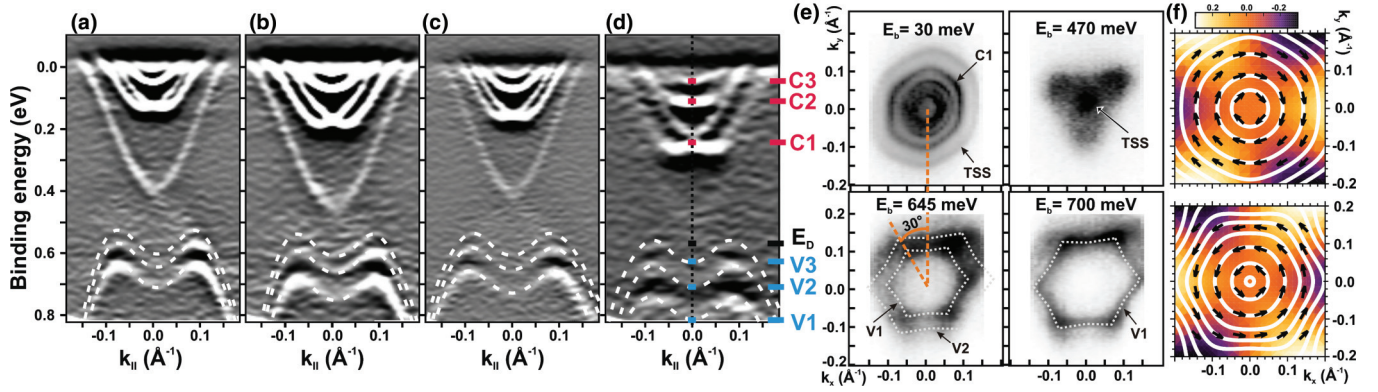 (a)
(b)
(c)
(d)
(e)
(f)
Binding energy (eV)
0.0
0.2
0.4
0.6
0.8
-0.1 0.0 0.1
k|| (Å⁻¹)
-0.1 0.0 0.1
k|| (Å⁻¹)
-0.1 0.0 0.1
k|| (Å⁻¹)
-0.1 0.0 0.1
k|| (Å⁻¹)
C3
C2
C1
E_D
V3
V2
V1
k_y (Å⁻¹)
0.1
0.0
-0.1
-0.2
E_b= 30 meV
C1
TSS
E_b= 470 meV
TSS
0.2
0.1
0.0
-0.1
-0.2
E_b= 645 meV
30°
V1
V2
E_b= 700 meV
V1
-0.1 0.0 0.1
k_x (Å⁻¹)
-0.1 0.0 0.1
0.2 0.0 -0.2
k_y (Å⁻¹)
0.1
0.0
-0.1
-0.2
0.1
0.0
-0.1
-0.2
-0.1 0.0 0.1
k_x (Å⁻¹)